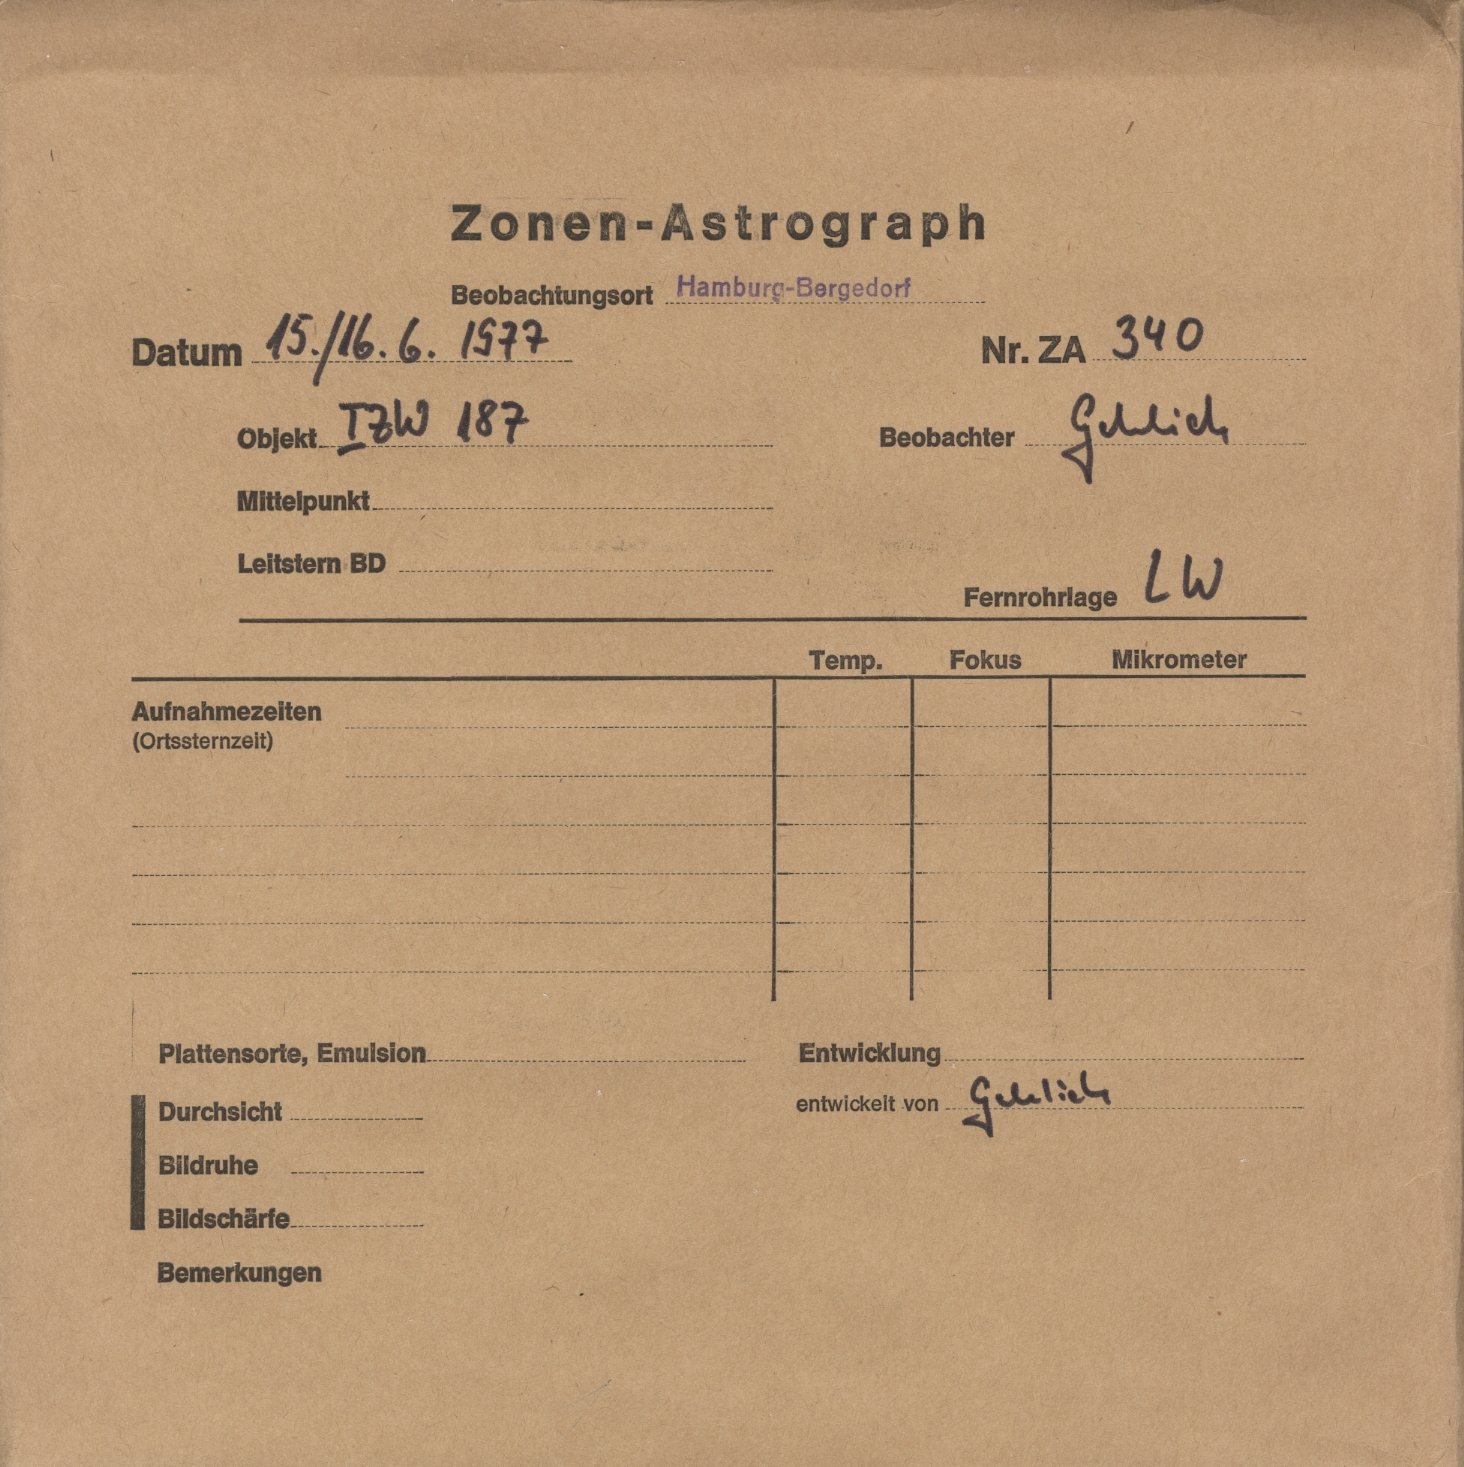 Zonen-Astrograph
Beobachtungsort Hamburg-Bergedorf
Datum 15./16. 6. 1977
Nr. ZA 340
Objekt IZW 187
Beobachter Gehlich
Mittelpunkt
Leitstern BD
Fernrohrlage LW
Temp. Fokus Mikrometer
Aufnahmezeiten
(Ortssternzeit)
Plattensorte, Emulsion
Entwicklung
Durchsicht
entwickelt von Gehlich
Bildruhe
Bildschärfe
Bemerkungen